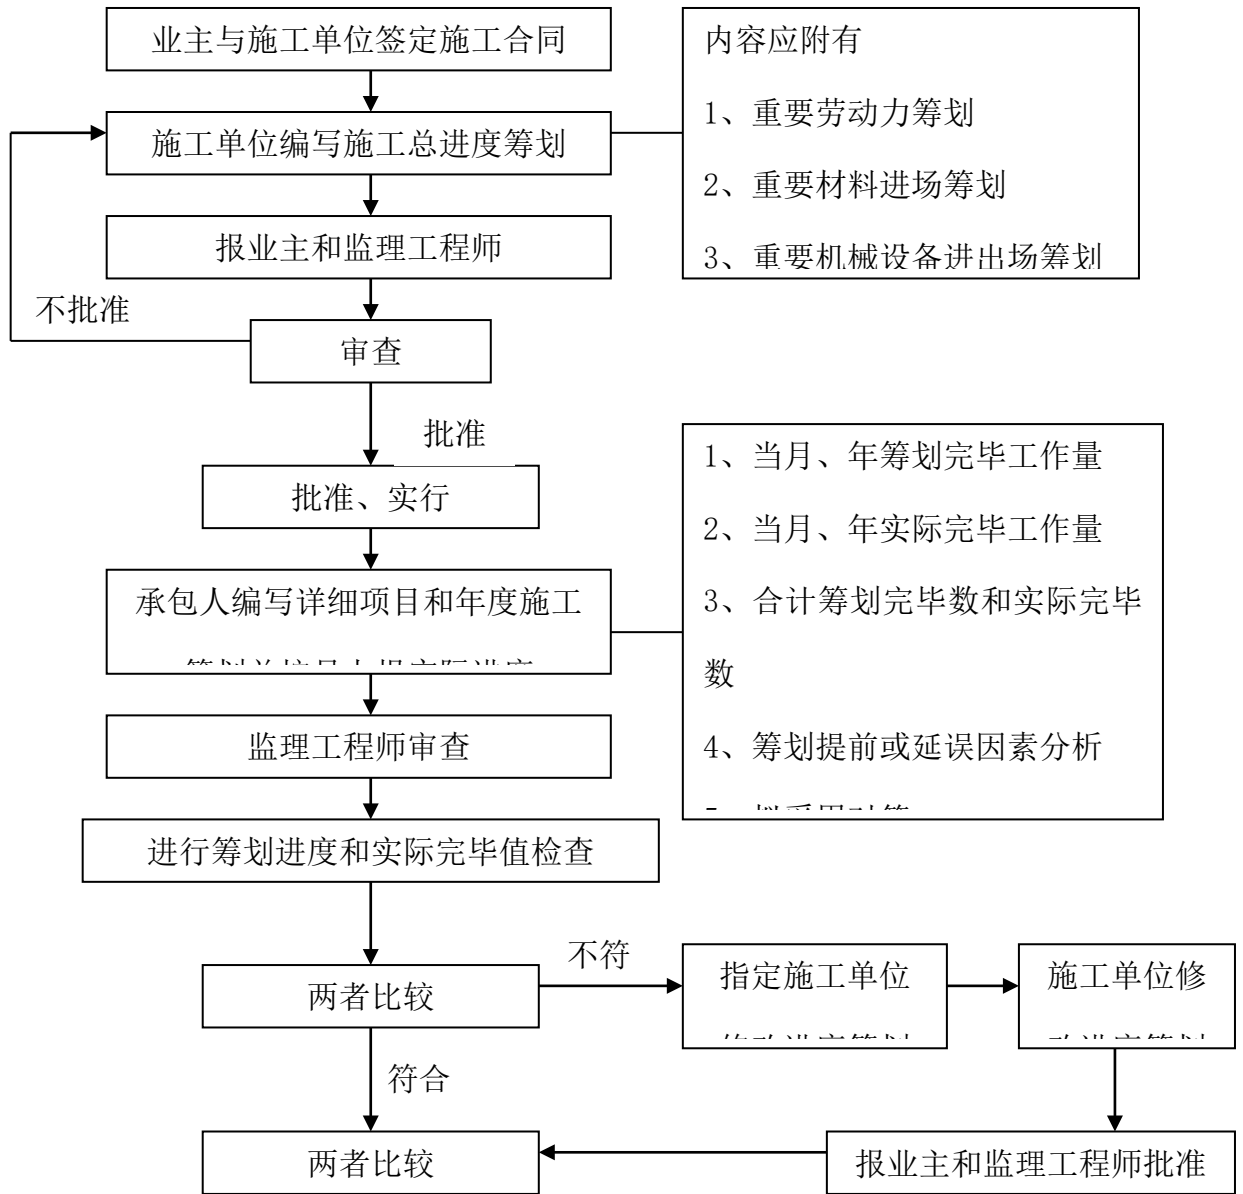 业主与施工单位签定施工合同
内容应附有
1、重要劳动力筹划
2、重要材料进场筹划
3、重要机械设备进出场筹划
施工单位编写施工总进度筹划
报业主和监理工程师
不批准
审查
批准
批准、实行
1、当月、年筹划完毕工作量
2、当月、年实际完毕工作量
3、合计筹划完毕数和实际完毕
数
4、筹划提前或延误因素分析
承包人编写详细项目和年度施工
监理工程师审查
进行筹划进度和实际完毕值检查
两者比较
不符
指定施工单位
施工单位修
符合
两者比较
报业主和监理工程师批准